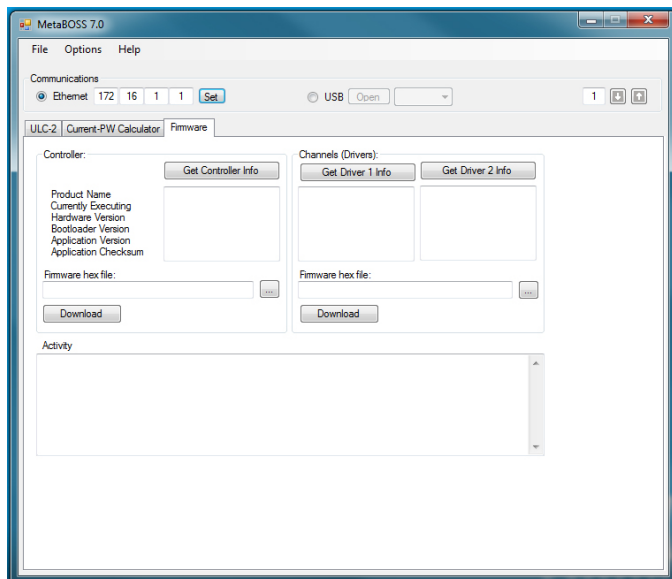 MetaBOSS 7.0
File Options Help
Communications
Ethernet 172 16 1 1 Set USB Open 1
ULC-2 Current-PW Calculator Firmware
Controller:
Get Controller Info
Product Name
Currently Executing
Hardware Version
Bootloader Version
Application Version
Application Checksum
Firmware hex file:
...
Download
Channels (Drivers):
Get Driver 1 Info Get Driver 2 Info
Firmware hex file:
...
Download
Activity